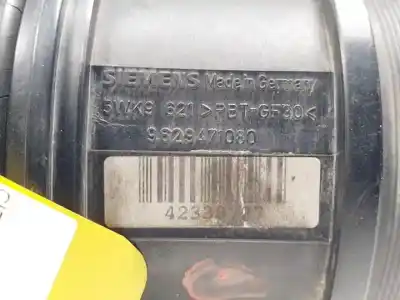 SIEMENS Made in Germany
5WK9 621 >PBT-GF30<
9629471080